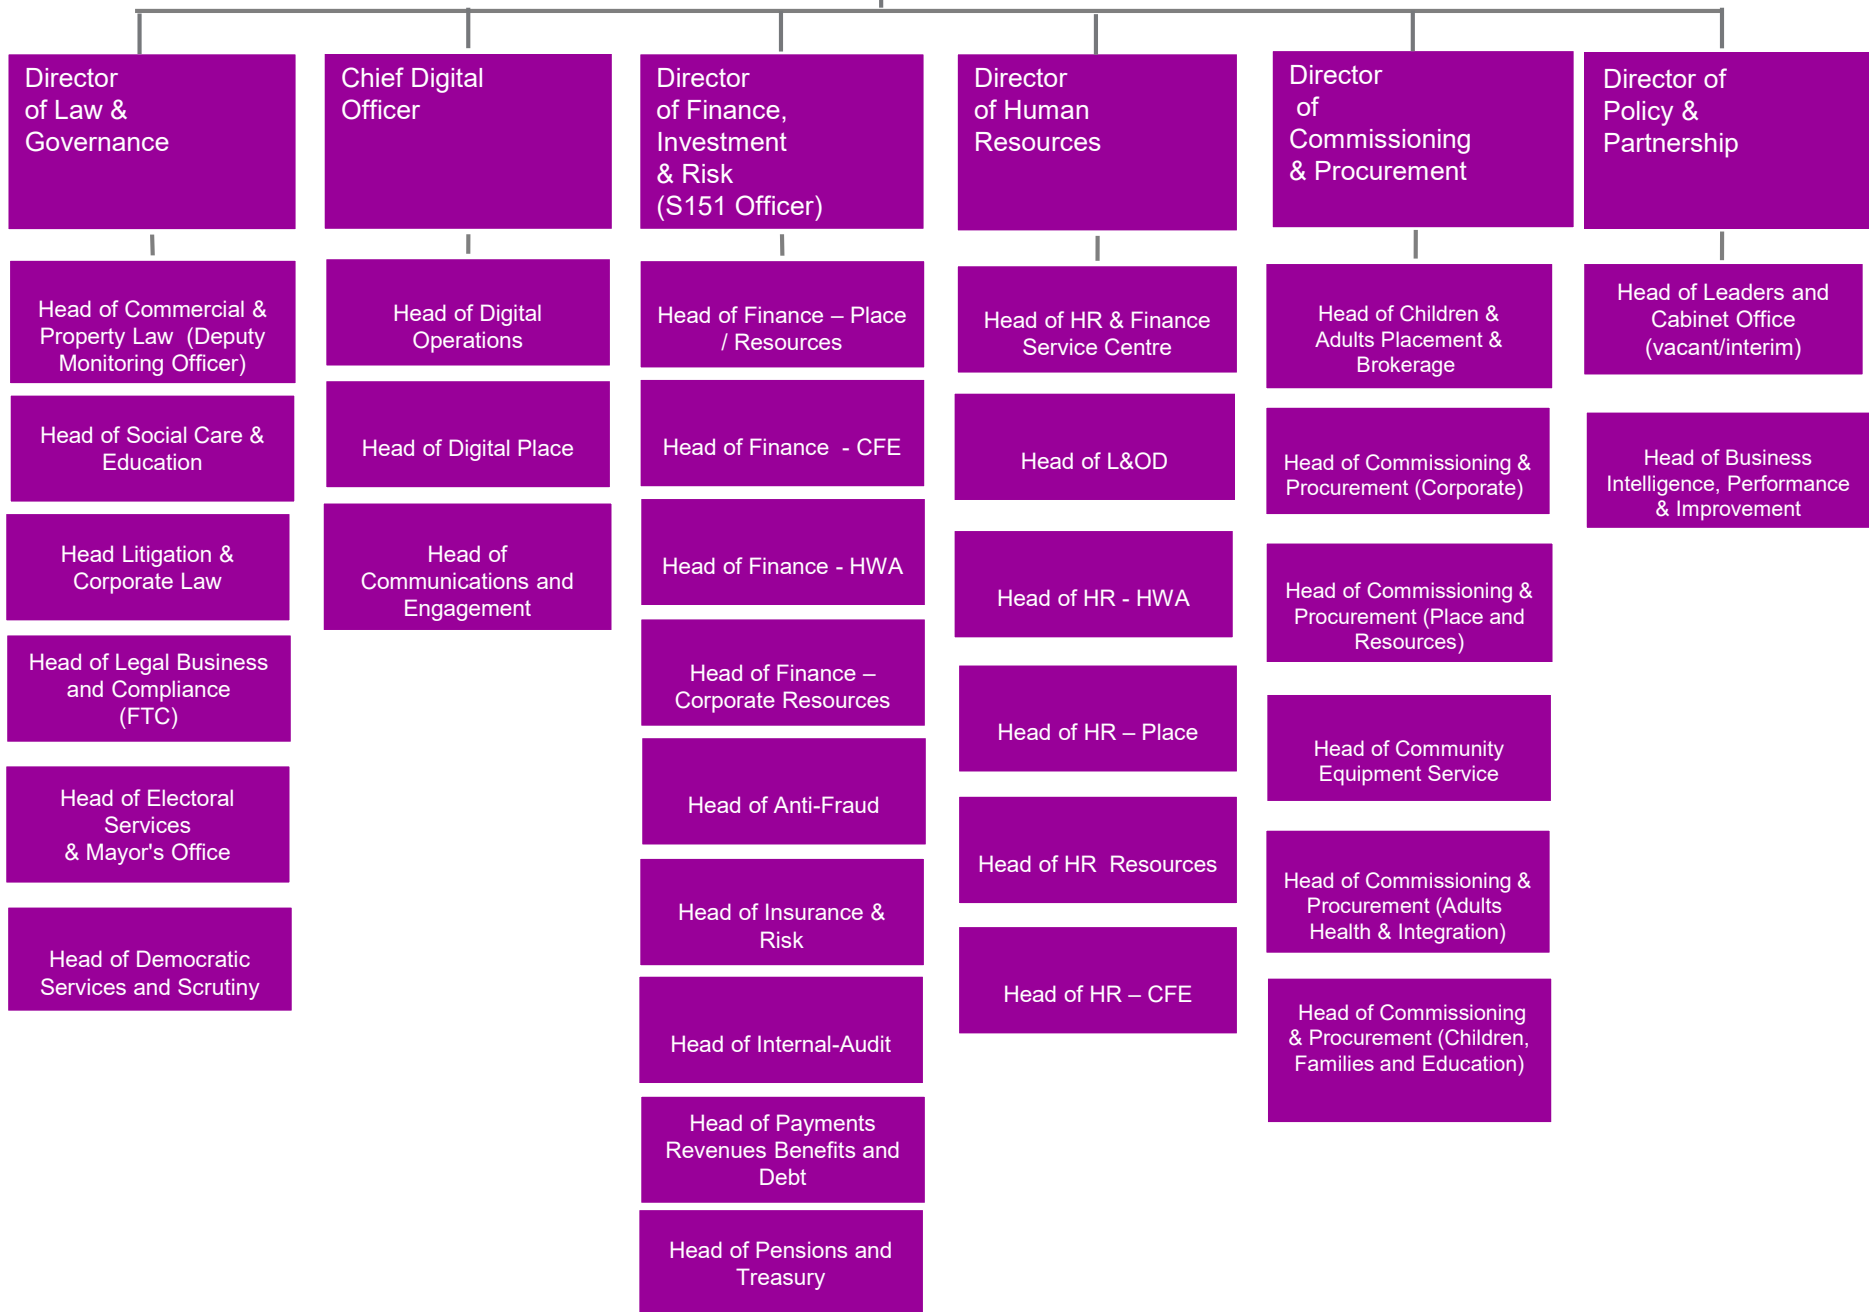 Director
of Law &
Governance
Head of Commercial &
Property Law (Deputy
Monitoring Officer)
Head of Social Care &
Education
Head Litigation &
Corporate Law
Head of Legal Business
and Compliance
(FTC)
Head of Electoral
Services
& Mayor's Office
Head of Democratic
Services and Scrutiny
Chief Digital
Officer
Head of Digital
Operations
Head of Digital Place
Head of
Communications and
Engagement
Director
of Finance,
Investment
& Risk
(S151 Officer)
Head of Finance – Place
/ Resources
Head of Finance - CFE
Head of Finance - HWA
Head of Finance –
Corporate Resources
Head of Anti-Fraud
Head of Insurance &
Risk
Head of Internal-Audit
Head of Payments
Revenues Benefits and
Debt
Head of Pensions and
Treasury
Director
of Human
Resources
Head of HR & Finance
Service Centre
Head of L&OD
Head of HR - HWA
Head of HR – Place
Head of HR Resources
Head of HR – CFE
Director
of
Commissioning
& Procurement
Head of Children &
Adults Placement &
Brokerage
Head of Commissioning &
Procurement (Corporate)
Head of Commissioning &
Procurement (Place and
Resources)
Head of Community
Equipment Service
Head of Commissioning &
Procurement (Adults
Health & Integration)
Head of Commissioning
& Procurement (Children,
Families and Education)
Director of
Policy &
Partnership
Head of Leaders and
Cabinet Office
(vacant/interim)
Head of Business
Intelligence, Performance
& Improvement